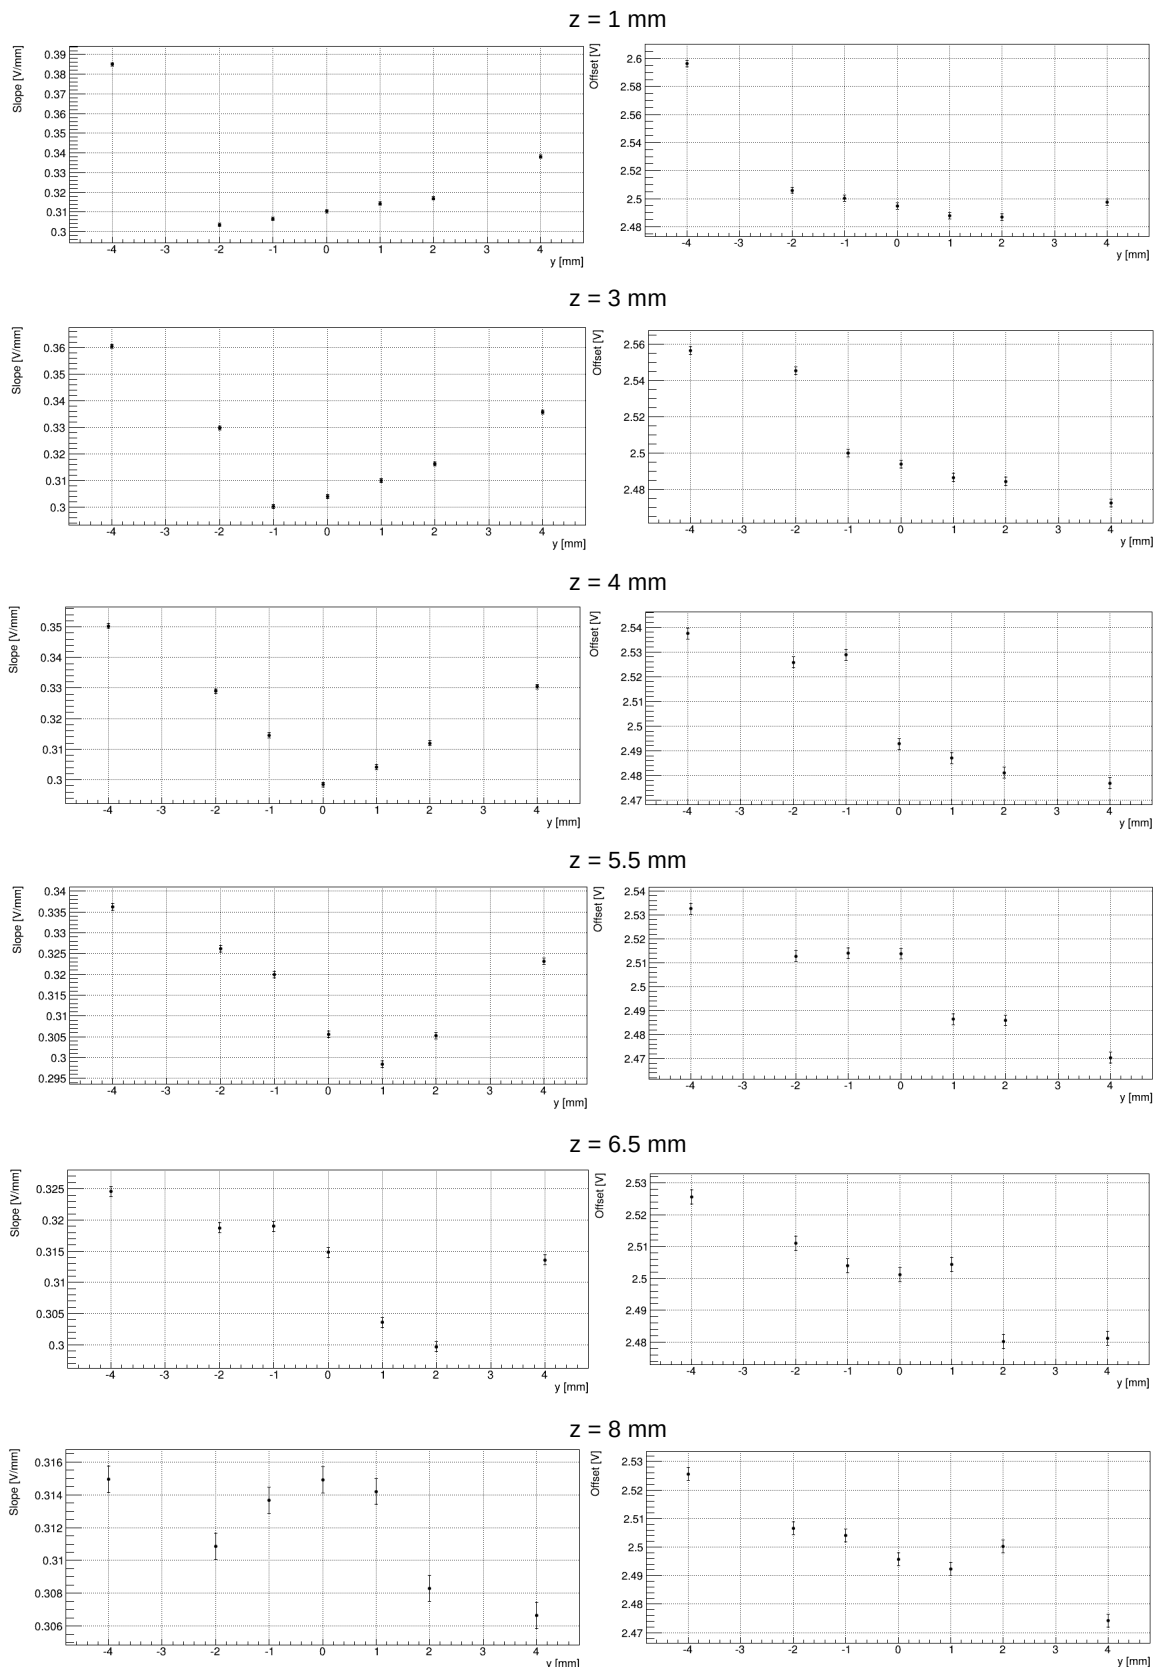 z = 1 mm
Slope [V/mm]
0.39
0.38
0.37
0.36
0.35
0.34
0.33
0.32
0.31
0.3
-4 -3 -2 -1 0 1 2 3 4
y [mm]
Offset [V]
2.6
2.58
2.56
2.54
2.52
2.5
2.48
-4 -3 -2 -1 0 1 2 3 4
y [mm]
z = 3 mm
Slope [V/mm]
0.36
0.35
0.34
0.33
0.32
0.31
0.3
-4 -3 -2 -1 0 1 2 3 4
y [mm]
Offset [V]
2.56
2.54
2.52
2.5
2.48
-4 -3 -2 -1 0 1 2 3 4
y [mm]
z = 4 mm
Slope [V/mm]
0.35
0.34
0.33
0.32
0.31
0.3
-4 -3 -2 -1 0 1 2 3 4
y [mm]
Offset [V]
2.54
2.53
2.52
2.51
2.5
2.49
2.48
2.47
-4 -3 -2 -1 0 1 2 3 4
y [mm]
z = 5.5 mm
Slope [V/mm]
0.34
0.335
0.33
0.325
0.32
0.315
0.31
0.305
0.3
0.295
-4 -3 -2 -1 0 1 2 3 4
y [mm]
Offset [V]
2.54
2.53
2.52
2.51
2.5
2.49
2.48
2.47
-4 -3 -2 -1 0 1 2 3 4
y [mm]
z = 6.5 mm
Slope [V/mm]
0.325
0.32
0.315
0.31
0.305
0.3
-4 -3 -2 -1 0 1 2 3 4
y [mm]
Offset [V]
2.53
2.52
2.51
2.5
2.49
2.48
-4 -3 -2 -1 0 1 2 3 4
y [mm]
z = 8 mm
Slope [V/mm]
0.316
0.314
0.312
0.31
0.308
0.306
-4 -3 -2 -1 0 1 2 3 4
y [mm]
Offset [V]
2.53
2.52
2.51
2.5
2.49
2.48
2.47
-4 -3 -2 -1 0 1 2 3 4
y [mm]